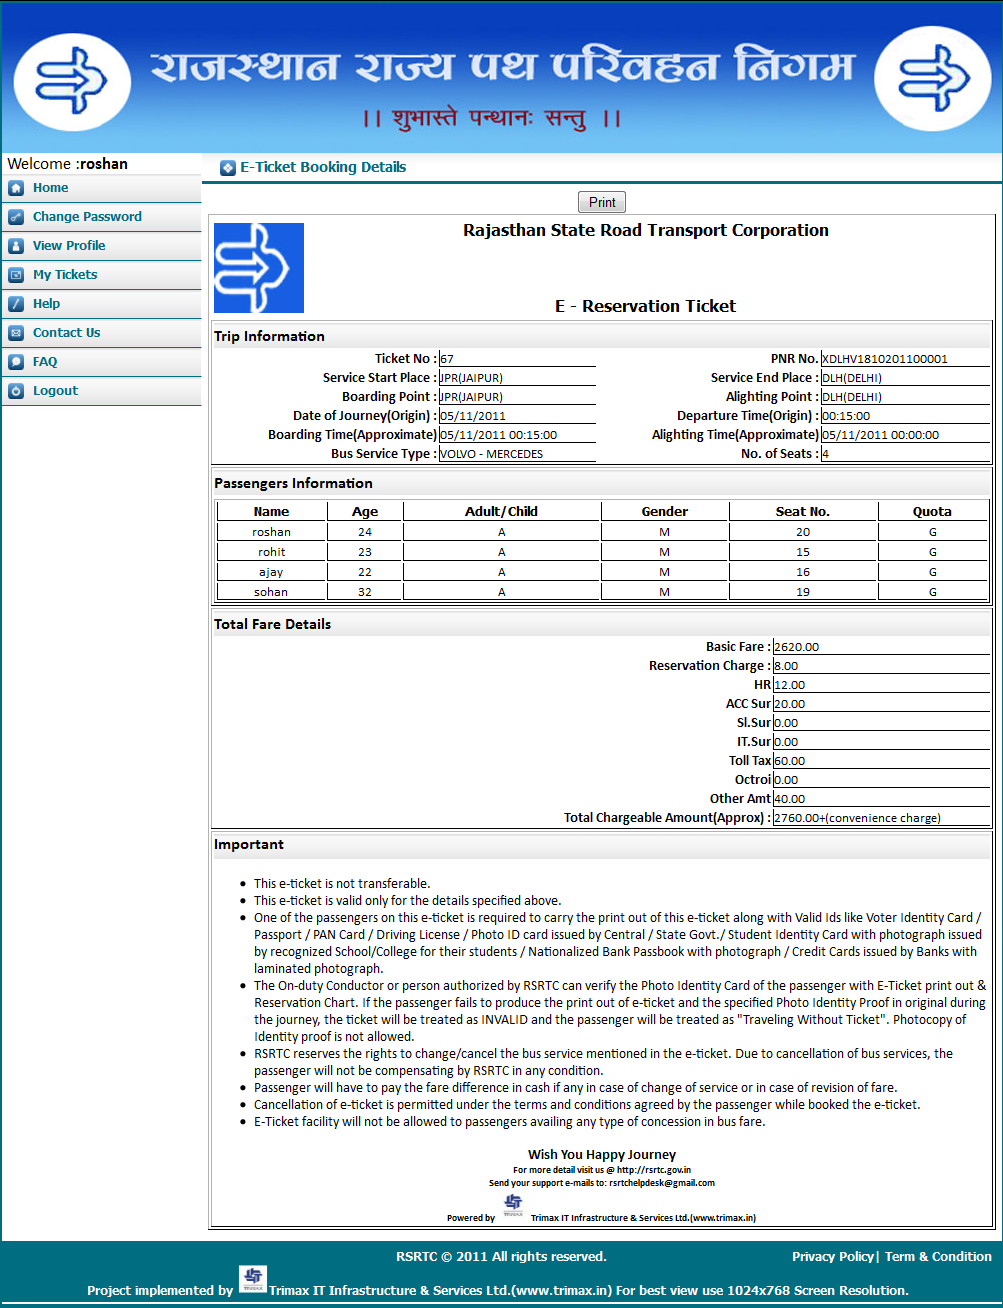 राजस्थान राज्य पथ परिवहन निगम
।। शुभास्ते पन्थानः सन्तु ।।
Welcome :roshan
Home
Change Password
View Profile
My Tickets
Help
Contact Us
FAQ
Logout
E-Ticket Booking Details
Print
Rajasthan State Road Transport Corporation
E - Reservation Ticket
Trip Information
Ticket No : 67 PNR No. XDLHV1810201100001
Service Start Place : JPR(JAIPUR) Service End Place : DLH(DELHI)
Boarding Point : JPR(JAIPUR) Alighting Point : DLH(DELHI)
Date of Journey(Origin) : 05/11/2011 Departure Time(Origin) : 00:15:00
Boarding Time(Approximate) 05/11/2011 00:15:00 Alighting Time(Approximate) 05/11/2011 00:00:00
Bus Service Type : VOLVO - MERCEDES No. of Seats : 4
Passengers Information
Name Age Adult/Child Gender Seat No. Quota
roshan 24 A M 20 G
rohit 23 A M 15 G
ajay 22 A M 16 G
sohan 32 A M 19 G
Total Fare Details
Basic Fare : 2620.00
Reservation Charge : 8.00
HR 12.00
ACC Sur 20.00
Sl.Sur 0.00
IT.Sur 0.00
Toll Tax 60.00
Octroi 0.00
Other Amt 40.00
Total Chargeable Amount(Approx) : 2760.00+(convenience charge)
Important
• This e-ticket is not transferable.
• This e-ticket is valid only for the details specified above.
• One of the passengers on this e-ticket is required to carry the print out of this e-ticket along with Valid Ids like Voter Identity Card /
Passport / PAN Card / Driving License / Photo ID card issued by Central / State Govt./ Student Identity Card with photograph issued
by recognized School/College for their students / Nationalized Bank Passbook with photograph / Credit Cards issued by Banks with
laminated photograph.
• The On-duty Conductor or person authorized by RSRTC can verify the Photo Identity Card of the passenger with E-Ticket print out &
Reservation Chart. If the passenger fails to produce the print out of e-ticket and the specified Photo Identity Proof in original during
the journey, the ticket will be treated as INVALID and the passenger will be treated as "Traveling Without Ticket". Photocopy of
Identity proof is not allowed.
• RSRTC reserves the rights to change/cancel the bus service mentioned in the e-ticket. Due to cancellation of bus services, the
passenger will not be compensating by RSRTC in any condition.
• Passenger will have to pay the fare difference in cash if any in case of change of service or in case of revision of fare.
• Cancellation of e-ticket is permitted under the terms and conditions agreed by the passenger while booked the e-ticket.
• E-Ticket facility will not be allowed to passengers availing any type of concession in bus fare.
Wish You Happy Journey
For more detail visit us @ http://rsrtc.gov.in
Send your support e-mails to: rsrtchelpdesk@gmail.com
Powered by TRIMAX Trimax IT Infrastructure & Services Ltd.(www.trimax.in)
RSRTC © 2011 All rights reserved. Privacy Policy| Term & Condition
Project implemented by TRIMAX Trimax IT Infrastructure & Services Ltd.(www.trimax.in) For best view use 1024x768 Screen Resolution.